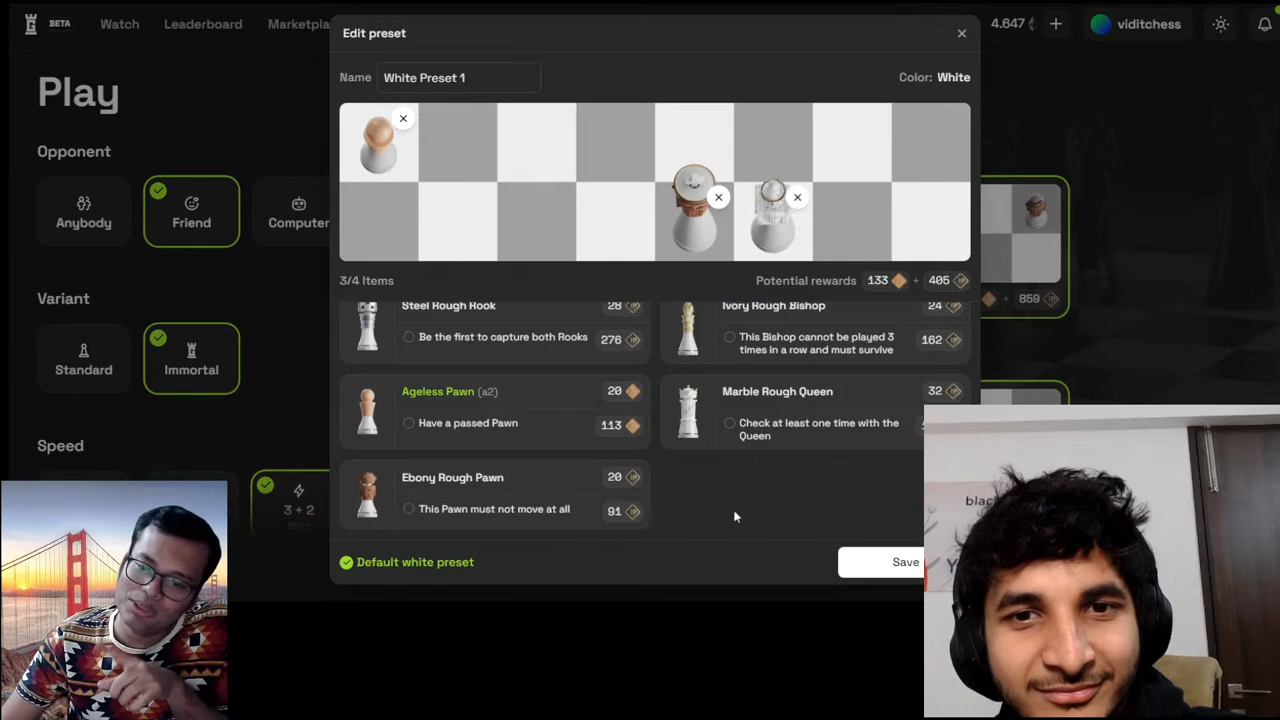 BETA
Watch
Leaderboard
Marketpla
4.647
viditchess
Edit preset
Name
White Preset 1
Color: White
3/4 Items
Potential rewards 133 + 405
Play
Opponent
Anybody
Friend
Computer
Variant
Standard
Immortal
Speed
3 + 2
+ 859
Steel Rough Rook
28
Be the first to capture both Rooks
276
Ivory Rough Bishop
24
This Bishop cannot be played 3
times in a row and must survive
162
Ageless Pawn (a2)
20
Have a passed Pawn
113
Marble Rough Queen
32
Check at least one time with the
Queen
Ebony Rough Pawn
20
This Pawn must not move at all
91
Default white preset
Save
black